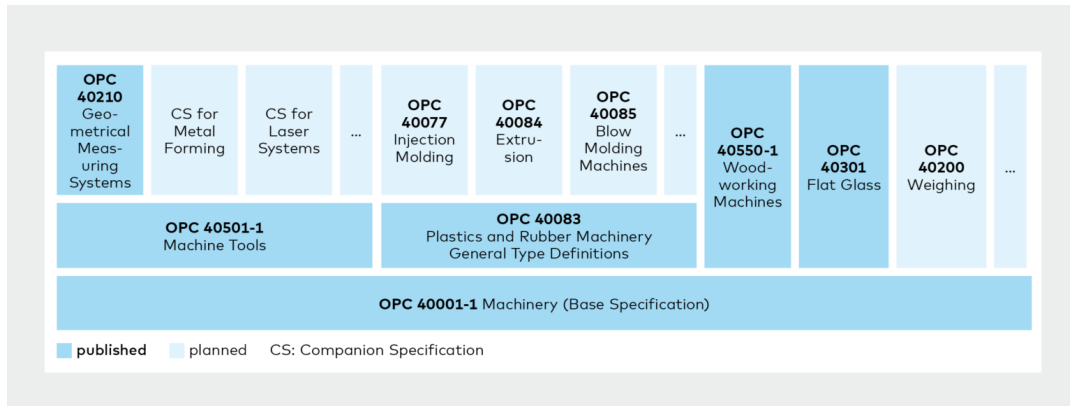 OPC
40210
Geo-
metrical
Meas-
uring
Systems
CS for
Metal
Forming
CS for
Laser
Systems
...
OPC
40077
Injection
Molding
OPC
40084
Extru-
sion
OPC
40085
Blow
Molding
Machines
...
OPC
40550-1
Wood-
working
Machines
OPC
40301
Flat Glass
OPC
40200
Weighing
...
OPC 40501-1
Machine Tools
OPC 40083
Plastics and Rubber Machinery
General Type Definitions
OPC 40001-1 Machinery (Base Specification)
published planned CS: Companion Specification